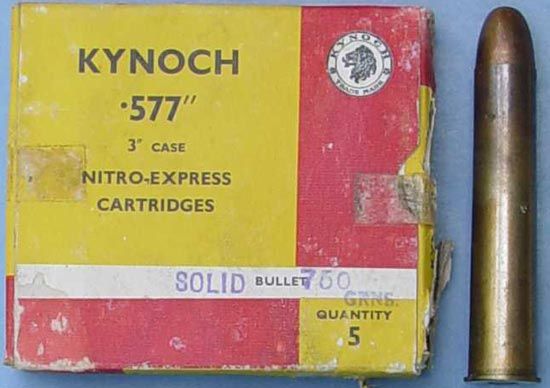 KYNOCH
·577"
3" CASE
NITRO-EXPRESS
CARTRIDGES
KYNOCH
TRADE MARK
SOLID BULLET 750
GRNS.
QUANTITY
5